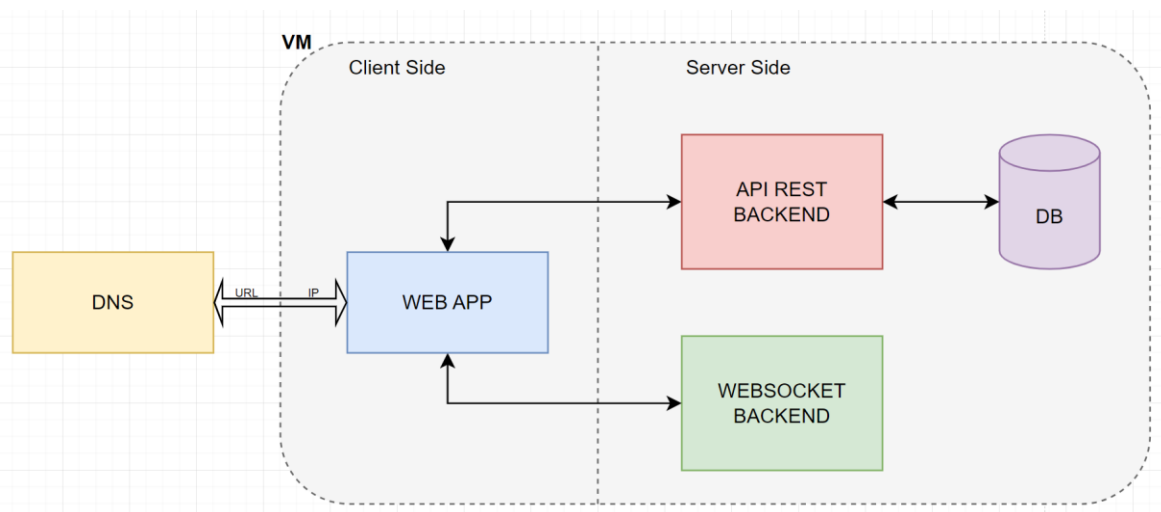 VM
Client Side
Server Side
API REST
BACKEND
DB
DNS
URL
IP
WEB APP
WEBSOCKET
BACKEND